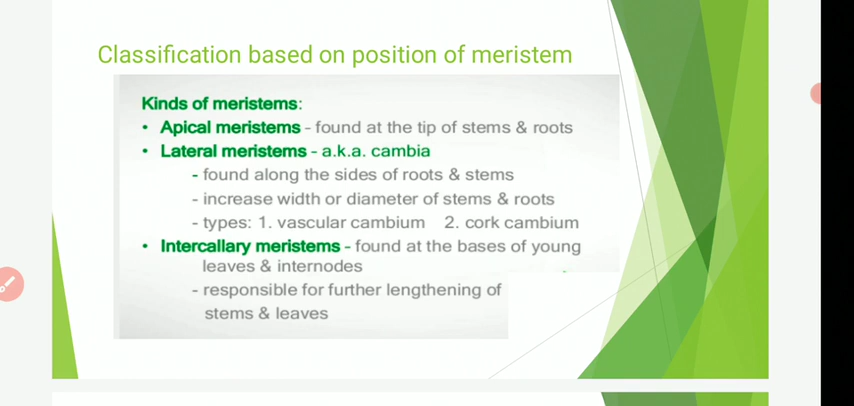 Classification based on position of meristem
Kinds of meristems:
• Apical meristems - found at the tip of stems & roots
• Lateral meristems - a.k.a. cambia
- found along the sides of roots & stems
- increase width or diameter of stems & roots
- types: 1. vascular cambium 2. cork cambium
• Intercallary meristems - found at the bases of young
leaves & internodes
- responsible for further lengthening of
stems & leaves